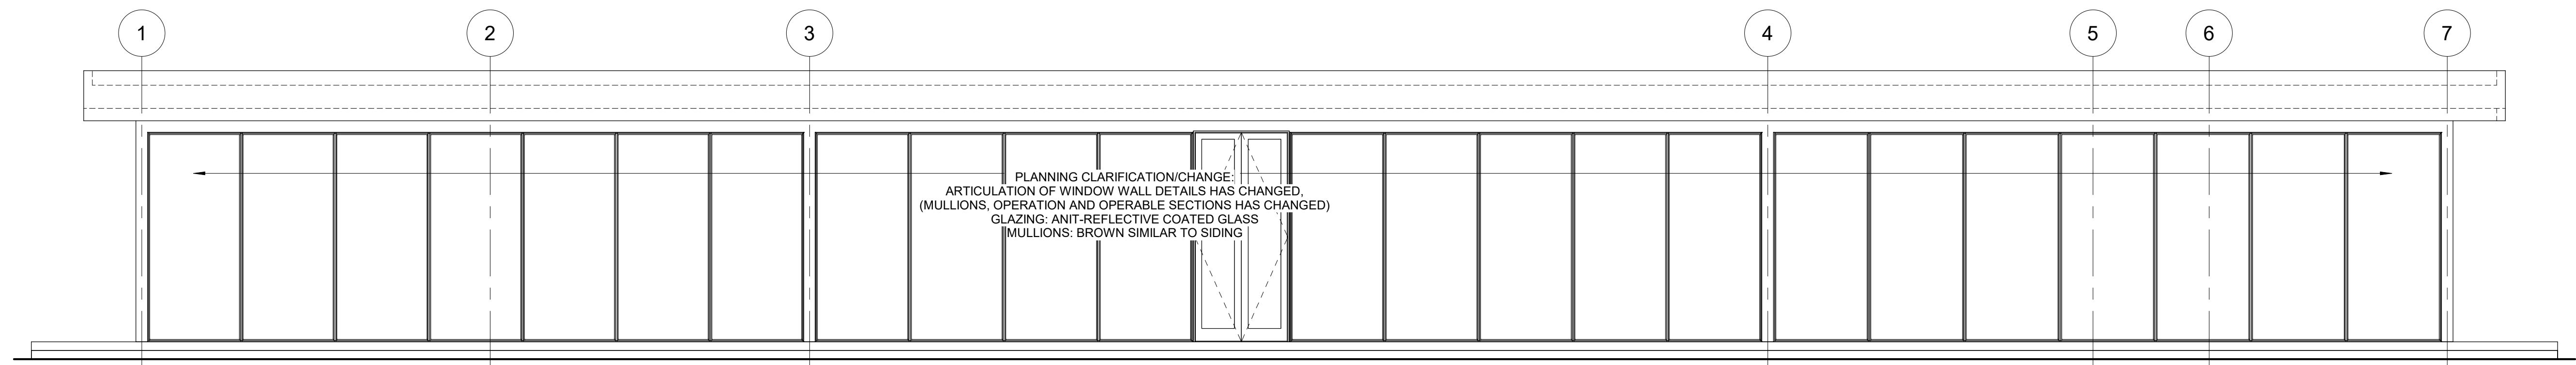 1 2 3 4 5 6 7
PLANNING CLARIFICATION/CHANGE:
ARTICULATION OF WINDOW WALL DETAILS HAS CHANGED,
(MULLIONS, OPERATION AND OPERABLE SECTIONS HAS CHANGED)
GLAZING: ANIT-REFLECTIVE COATED GLASS
MULLIONS: BROWN SIMILAR TO SIDING